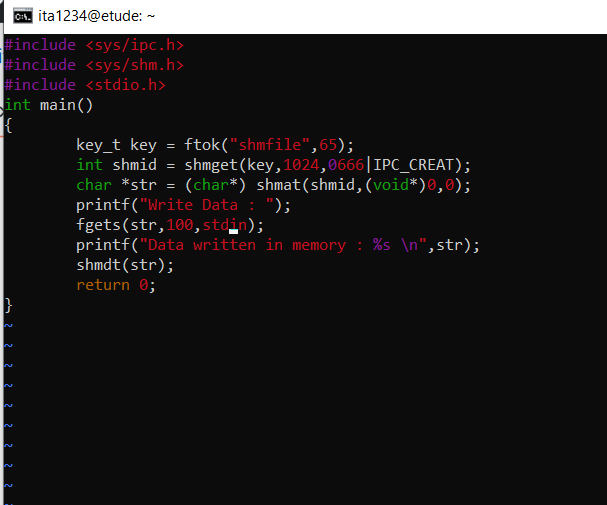 ita1234@etude: ~
#include <sys/ipc.h>
#include <sys/shm.h>
#include <stdio.h>
int main()
{
        key_t key = ftok("shmfile",65);
        int shmid = shmget(key,1024,0666|IPC_CREAT);
        char *str = (char*) shmat(shmid,(void*)0,0);
        printf("Write Data : ");
        fgets(str,100,stdin);
        printf("Data written in memory : %s \n",str);
        shmdt(str);
        return 0;
}
~
~
~
~
~
~
~
~
~
~